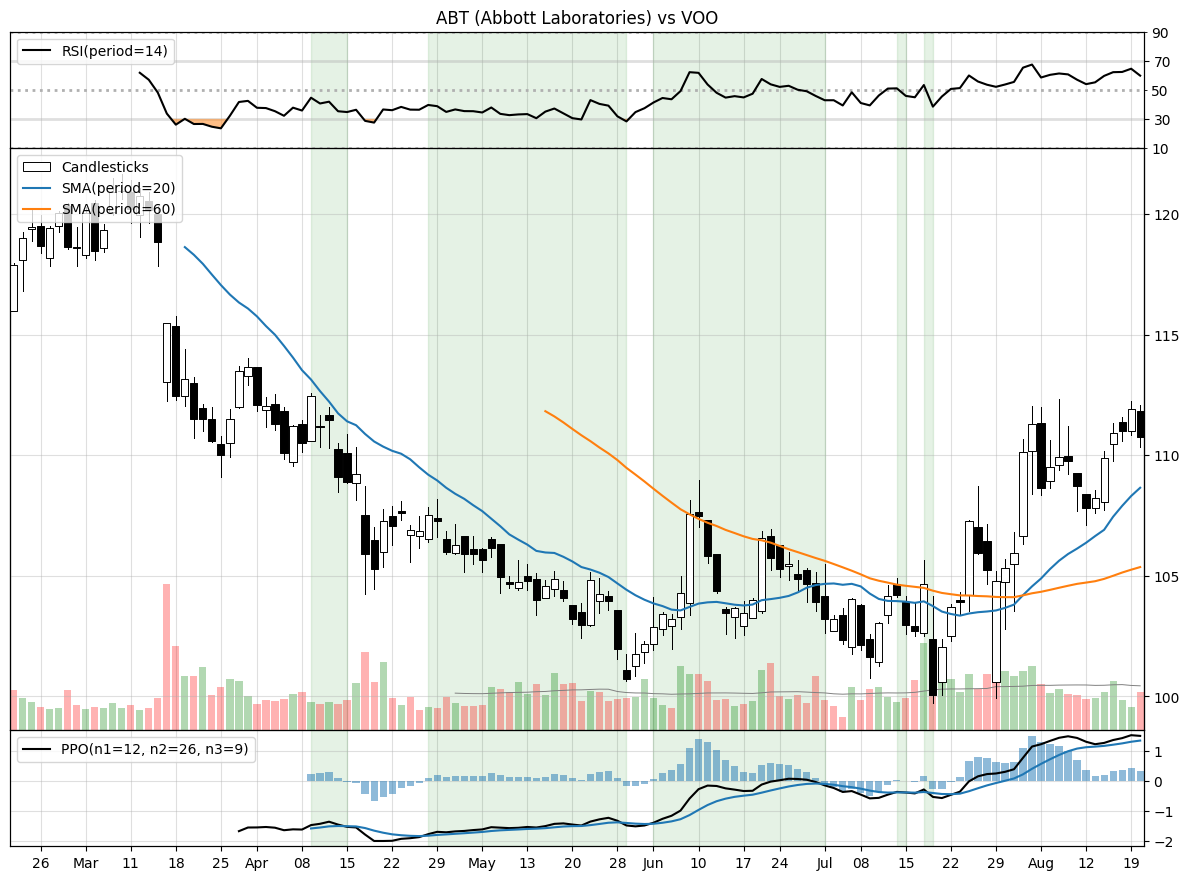 ABT (Abbott Laboratories) vs VOO
RSI(period=14)
90
70
50
30
10
Candlesticks
SMA(period=20)
SMA(period=60)
120
115
110
105
100
PPO(n1=12, n2=26, n3=9)
1
0
−1
−2
26 Mar 11 18 25 Apr 08 15 22 29 May 13 20 28 Jun 10 17 24 Jul 08 15 22 29 Aug 12 19